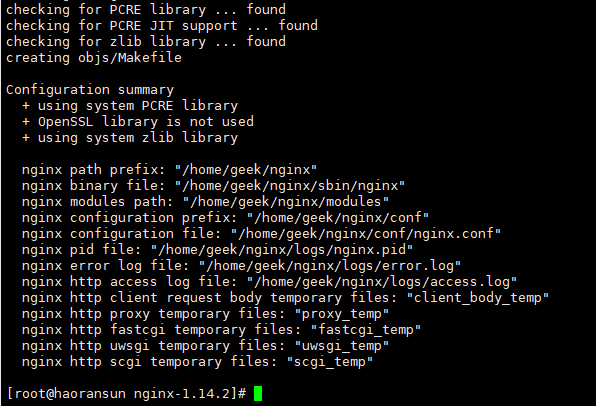 checking for PCRE library ... found
checking for PCRE JIT support ... found
checking for zlib library ... found
creating objs/Makefile
Configuration summary
  + using system PCRE library
  + OpenSSL library is not used
  + using system zlib library
  nginx path prefix: "/home/geek/nginx"
  nginx binary file: "/home/geek/nginx/sbin/nginx"
  nginx modules path: "/home/geek/nginx/modules"
  nginx configuration prefix: "/home/geek/nginx/conf"
  nginx configuration file: "/home/geek/nginx/conf/nginx.conf"
  nginx pid file: "/home/geek/nginx/logs/nginx.pid"
  nginx error log file: "/home/geek/nginx/logs/error.log"
  nginx http access log file: "/home/geek/nginx/logs/access.log"
  nginx http client request body temporary files: "client_body_temp"
  nginx http proxy temporary files: "proxy_temp"
  nginx http fastcgi temporary files: "fastcgi_temp"
  nginx http uwsgi temporary files: "uwsgi_temp"
  nginx http scgi temporary files: "scgi_temp"
[root@haoransun nginx-1.14.2]#